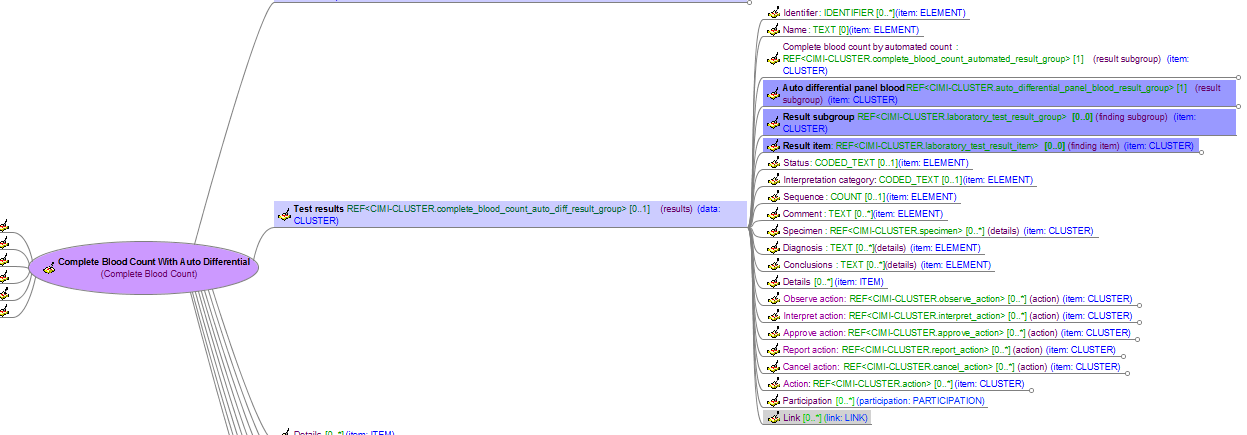 Identifier : IDENTIFIER [0..*](item: ELEMENT)
Name : TEXT [0](item: ELEMENT)
Complete blood count by automated count :
REF<CIMI-CLUSTER.complete_blood_count_automated_result_group> [1] (result subgroup) (item:
CLUSTER)
Auto differential panel blood REF<CIMI-CLUSTER.auto_differential_panel_blood_result_group> [1] (result
subgroup) (item: CLUSTER)
Result subgroup REF<CIMI-CLUSTER.laboratory_test_result_group> [0..0] (finding subgroup) (item:
CLUSTER)
Result item: REF<CIMI-CLUSTER.laboratory_test_result_item> [0..0] (finding item) (item: CLUSTER)
Status: CODED_TEXT [0..1](item: ELEMENT)
Interpretation category: CODED_TEXT [0..1](item: ELEMENT)
Sequence : COUNT [0..1](item: ELEMENT)
Comment : TEXT [0..*](item: ELEMENT)
Specimen : REF<CIMI-CLUSTER.specimen> [0..*] (details) (item: CLUSTER)
Diagnosis : TEXT [0..*](details) (item: ELEMENT)
Conclusions : TEXT [0..*](details) (item: ELEMENT)
Details [0..*] (item: ITEM)
Observe action: REF<CIMI-CLUSTER.observe_action> [0..*] (action) (item: CLUSTER)
Interpret action: REF<CIMI-CLUSTER.interpret_action> [0..*] (action) (item: CLUSTER)
Approve action: REF<CIMI-CLUSTER.approve_action> [0..*] (action) (item: CLUSTER)
Report action: REF<CIMI-CLUSTER.report_action> [0..*] (action) (item: CLUSTER)
Cancel action: REF<CIMI-CLUSTER.cancel_action> [0..*] (action) (item: CLUSTER)
Action: REF<CIMI-CLUSTER.action> [0..*] (item: CLUSTER)
Participation [0..*] (participation: PARTICIPATION)
Link [0..*] (link: LINK)
Test results REF<CIMI-CLUSTER.complete_blood_count_auto_diff_result_group> [0..1] (results) (data:
CLUSTER)
Complete Blood Count With Auto Differential
(Complete Blood Count)
Details [0..*] (item: ITEM)